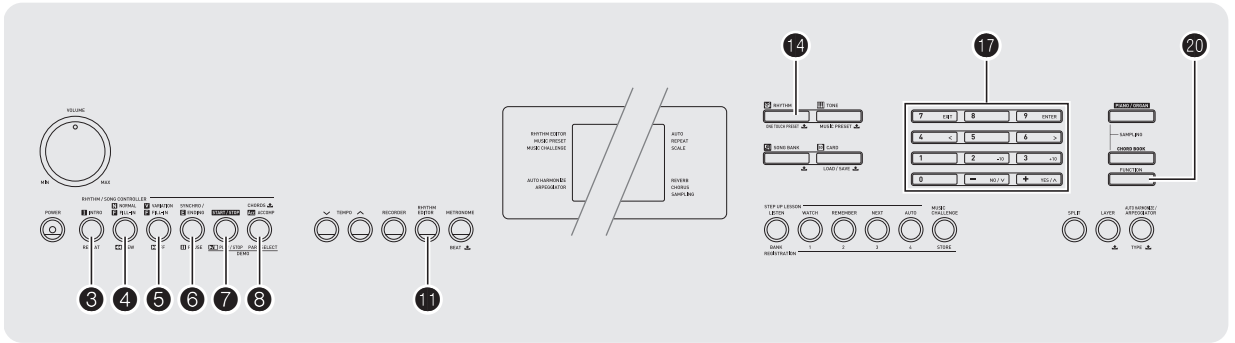 14
17
20
VOLUME
MIN MAX
RHYTHM / SONG CONTROLLER
POWER
I INTRO
REPEAT
N NORMAL
F FILL-IN
REW
V VARIATION
F FILL-IN
FF
SYNCHRO /
E ENDING
PAUSE
START/STOP
PLAY / STOP
CHORDS
ACCOMP
PART SELECT
DEMO
TEMPO
RECORDER
RHYTHM
EDITOR
METRONOME
BEAT
RHYTHM EDITOR
MUSIC PRESET
MUSIC CHALLENGE
AUTO HARMONIZE
ARPEGGIATOR
AUTO
REPEAT
SCALE
REVERB
CHORUS
SAMPLING
RHYTHM
ONE TOUCH PRESET
TONE
MUSIC PRESET
SONG BANK
CARD
LOAD / SAVE
7 EXIT 8 9 ENTER
4 < 5 6 >
1 2 -10 3 +10
0 − NO / ∨ + YES / ∧
PIANO / ORGAN
SAMPLING
CHORD BOOK
FUNCTION
STEP UP LESSON
LISTEN WATCH REMEMBER NEXT AUTO
MUSIC
CHALLENGE
BANK 1 2 3 4 STORE
REGISTRATION
SPLIT
LAYER
AUTO HARMONIZE/
ARPEGGIATOR
TYPE
3 4 5 6 7 8 11